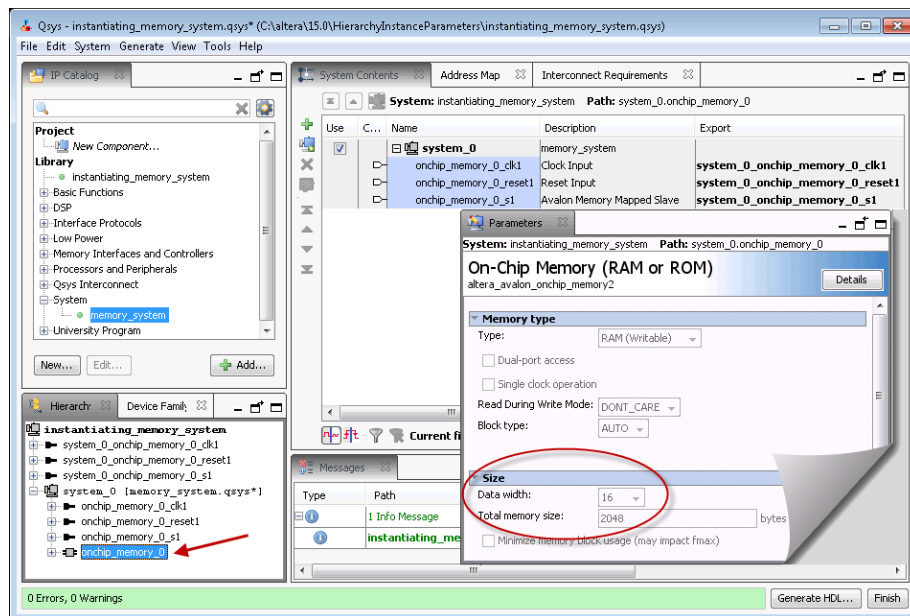 Qsys - instantiating_memory_system.qsys* (C:\altera\15.0\HierarchyInstanceParameters\instantiating_memory_system.qsys)
File Edit System Generate View Tools Help
IP Catalog
Project
New Component...
Library
instantiating_memory_system
Basic Functions
DSP
Interface Protocols
Low Power
Memory Interfaces and Controllers
Processors and Peripherals
Qsys Interconnect
System
memory_system
University Program
New... Edit... Add...
Hierarchy Device Family
instantiating_memory_system
system_0_onchip_memory_0_clk1
system_0_onchip_memory_0_reset1
system_0_onchip_memory_0_s1
system_0 [memory_system.qsys*]
onchip_memory_0_clk1
onchip_memory_0_reset1
onchip_memory_0_s1
onchip_memory_0
System Contents Address Map Interconnect Requirements
System: instantiating_memory_system Path: system_0.onchip_memory_0
Use C... Name Description Export
system_0 memory_system
onchip_memory_0_clk1 Clock Input system_0_onchip_memory_0_clk1
onchip_memory_0_reset1 Reset Input system_0_onchip_memory_0_reset1
onchip_memory_0_s1 Avalon Memory Mapped Slave system_0_onchip_memory_0_s1
Current fi
Messages
Type Path
1 Info Message
instantiating_me
Parameters
System: instantiating_memory_system Path: system_0.onchip_memory_0
On-Chip Memory (RAM or ROM)
altera_avalon_onchip_memory2
Details
Memory type
Type: RAM (Writable)
Dual-port access
Single clock operation
Read During Write Mode: DONT_CARE
Block type: AUTO
Size
Data width: 16
Total memory size: 2048 bytes
Minimize memory block usage (may impact fmax)
0 Errors, 0 Warnings
Generate HDL... Finish